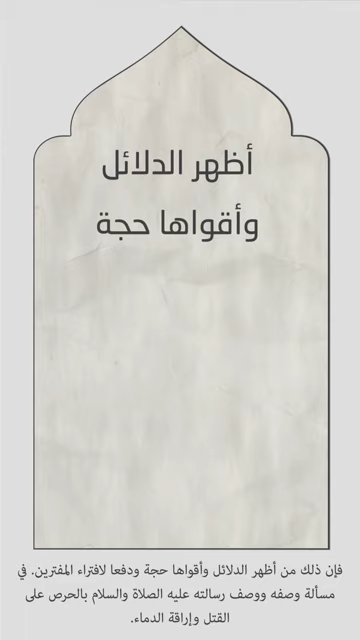 أظهر الدلائل
وأقواها حجة
فإن ذلك من أظهر الدلائل وأقواها حجة ودفعا لافتراء المفترين. في
مسألة وصفه ووصف رسالته عليه الصلاة والسلام بالحرص على
القتل وإراقة الدماء.